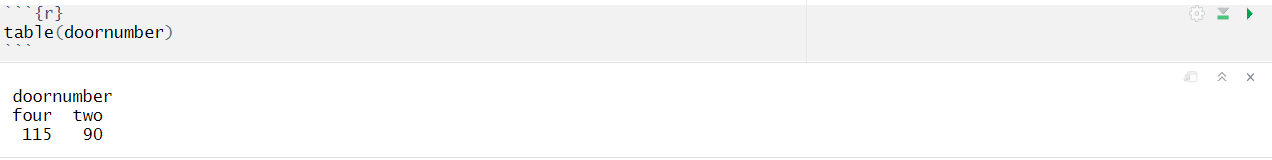 ```{r}
table(doornumber)
```
doornumber
four  two
 115   90